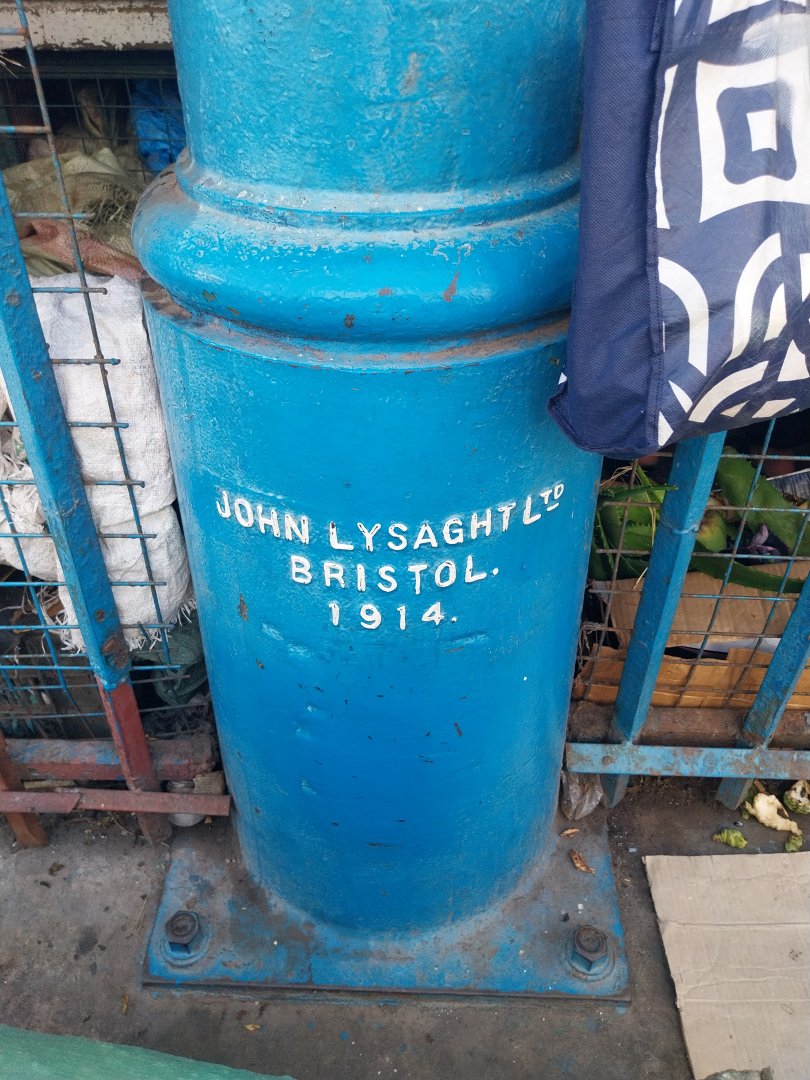 JOHN LYSAGHT LTD
BRISTOL.
1914.